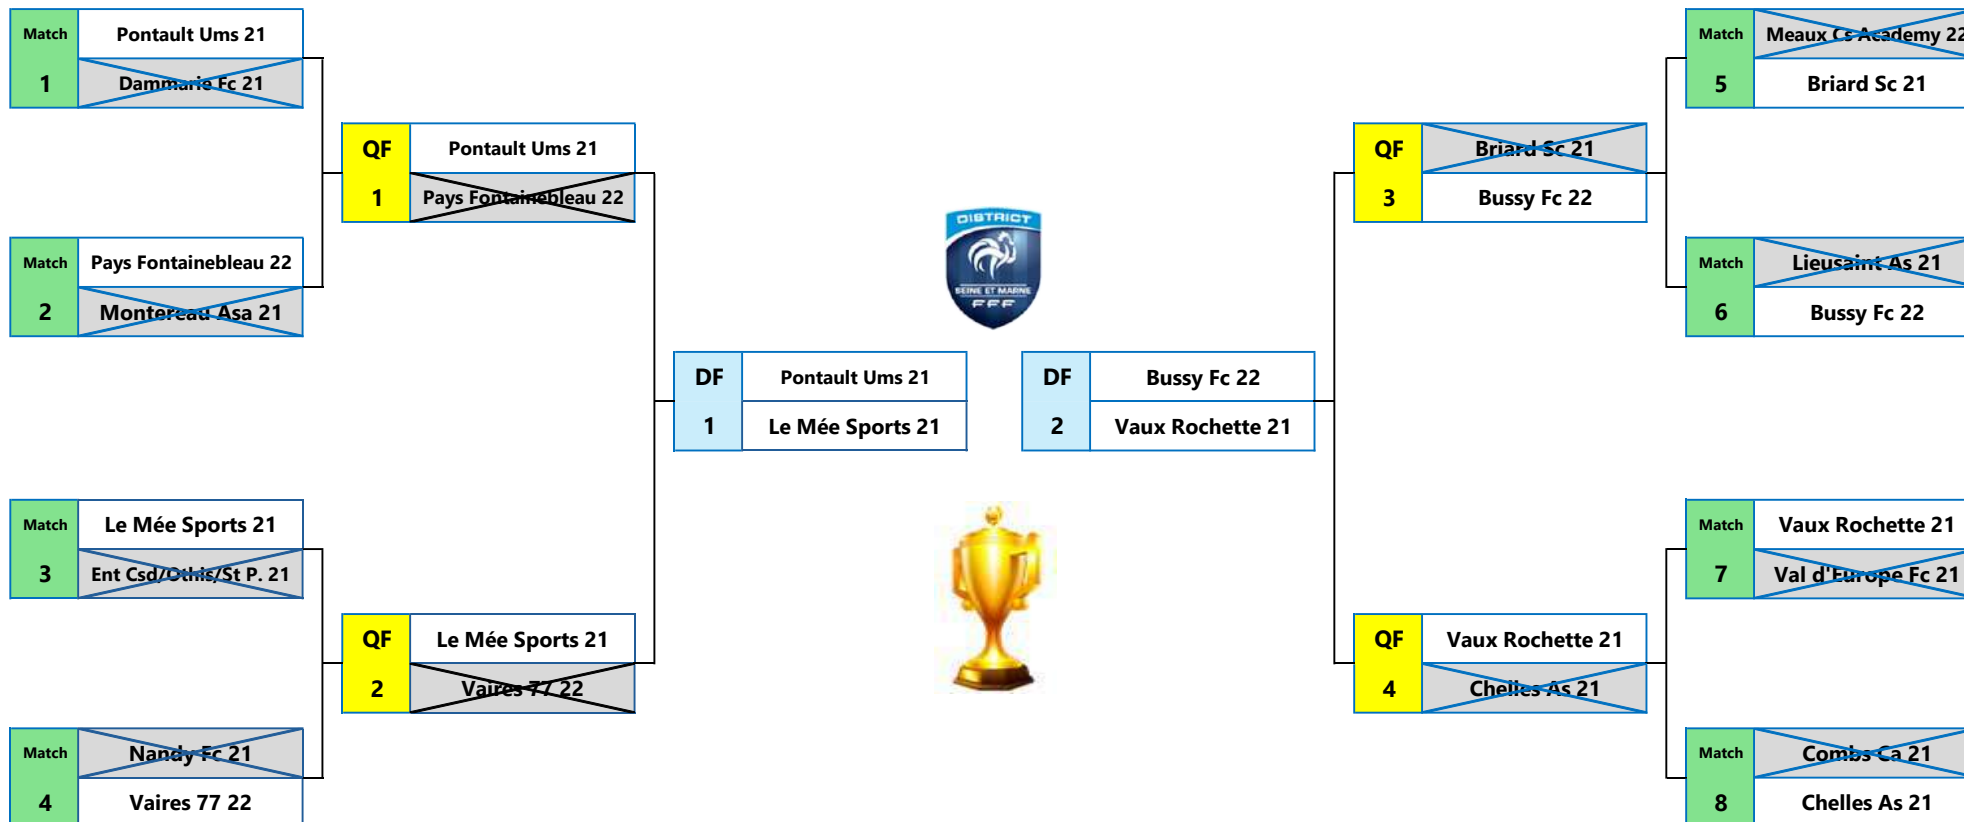 Match 1
Pontault Ums 21
Dammarie Fc 21
Match 2
Pays Fontainebleau 22
Montereau Asa 21
Match 3
Le Mée Sports 21
Ent Csd/Othis/St P. 21
Match 4
Nandy Fc 21
Vaires 77 22
QF 1
Pontault Ums 21
Pays Fontainebleau 22
QF 2
Le Mée Sports 21
Vaires 77 22
DF 1
Pontault Ums 21
Le Mée Sports 21
DISTRICT
SEINE ET MARNE
FFF
DF 2
Bussy Fc 22
Vaux Rochette 21
QF 3
Briard Sc 21
Bussy Fc 22
QF 4
Vaux Rochette 21
Chelles As 21
Match 5
Meaux Cs Academy 22
Briard Sc 21
Match 6
Lieusaint As 21
Bussy Fc 22
Match 7
Vaux Rochette 21
Val d'Europe Fc 21
Match 8
Combs Ca 21
Chelles As 21